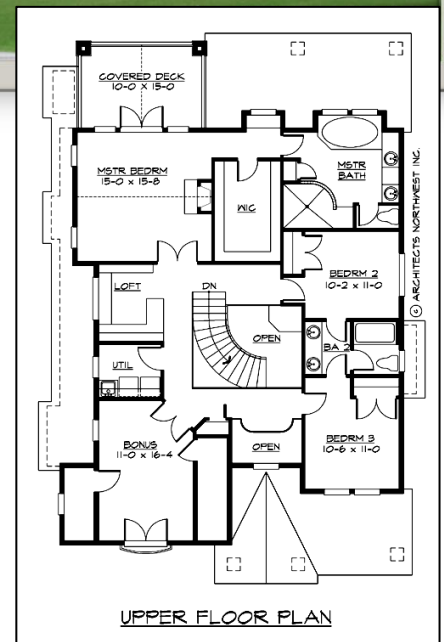 COVERED DECK
10-0 X 15-0
MSTR BEDRM
15-0 X 15-8
MSTR
BATH
WIC
BEDRM 2
10-2 X 11-0
LOFT
DN
OPEN
BA 2
UTIL
BONUS
11-0 X 16-4
OPEN
BEDRM 3
10-6 X 11-0
© ARCHITECTS NORTHWEST INC.
UPPER FLOOR PLAN